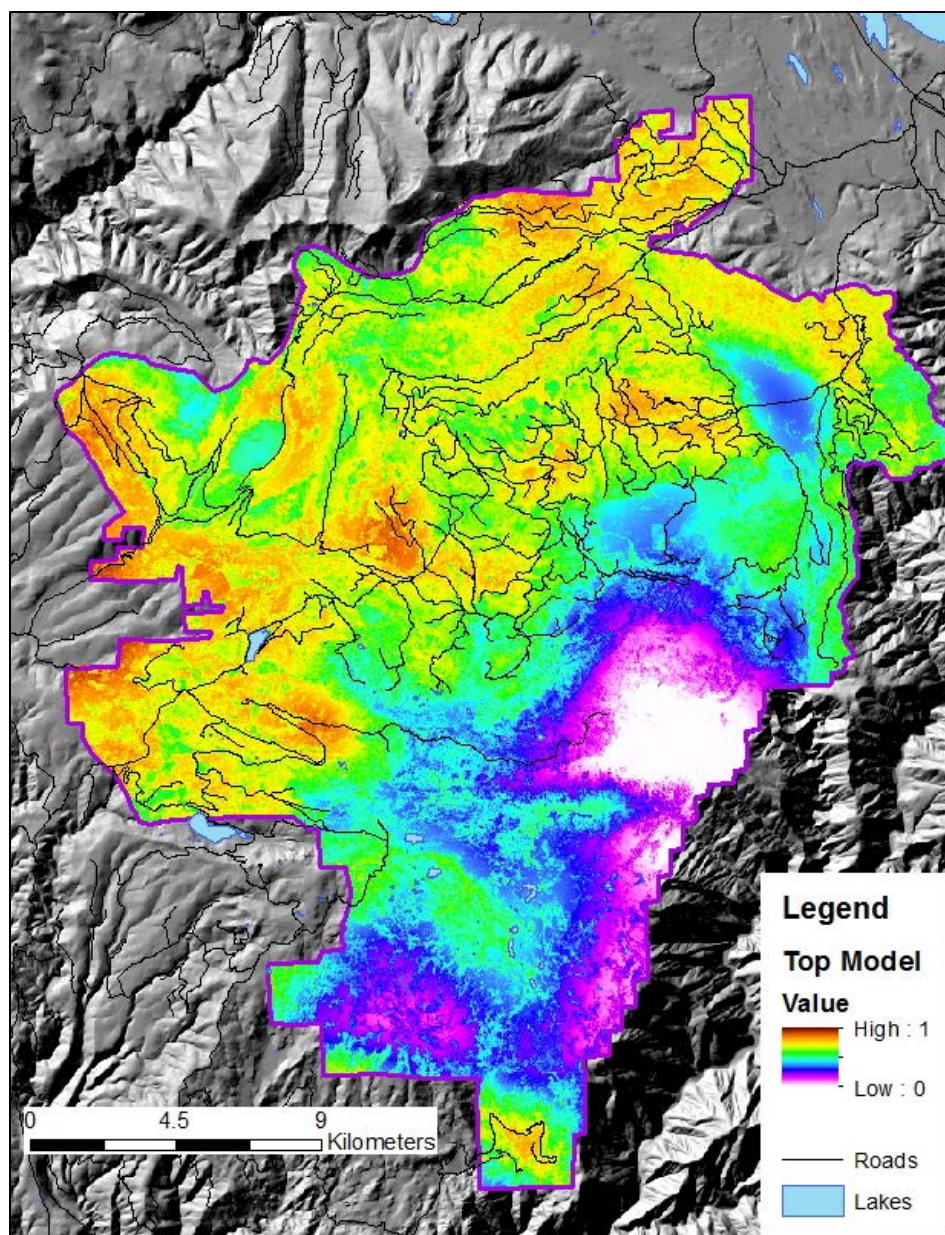 Legend
Top Model
Value
High : 1
Low : 0
0 4.5 9
Kilometers
Roads
Lakes